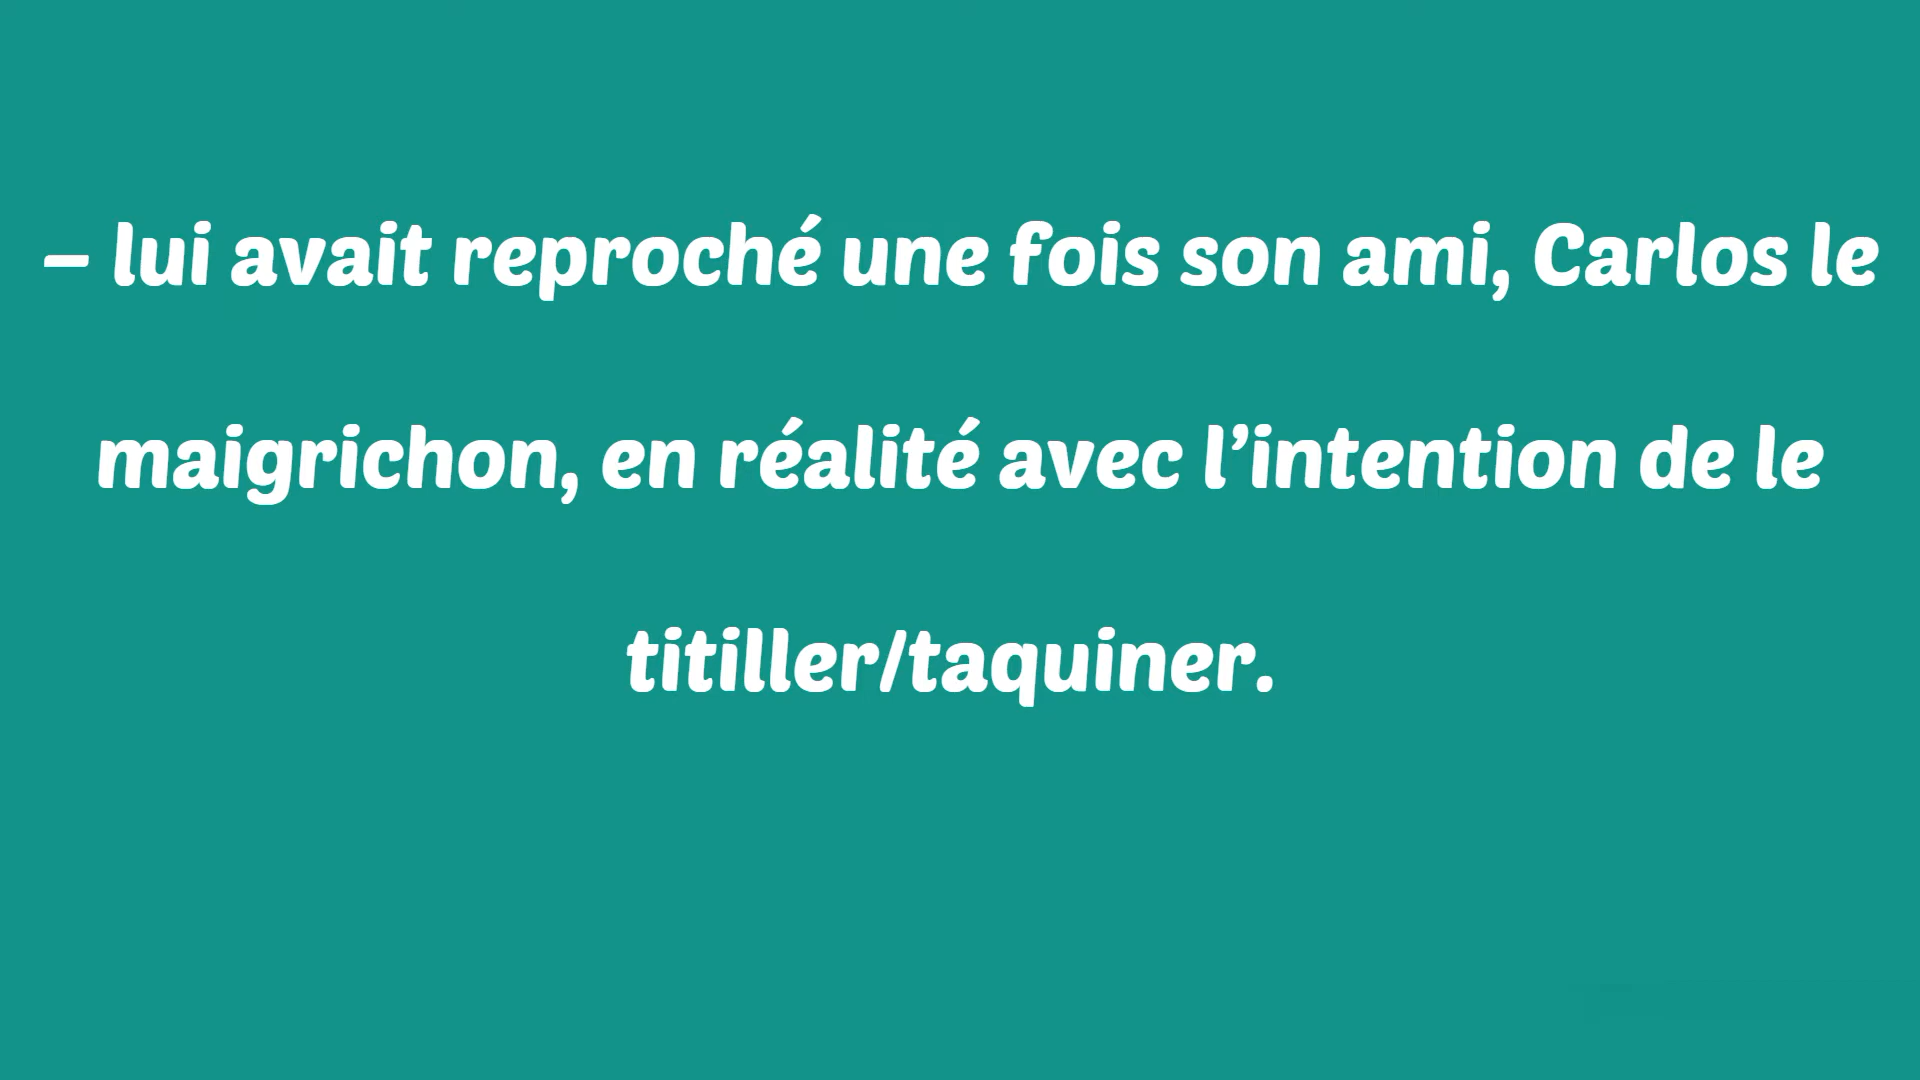 – lui avait reproché une fois son ami, Carlos le
maigrichon, en réalité avec l’intention de le
titiller/taquiner.